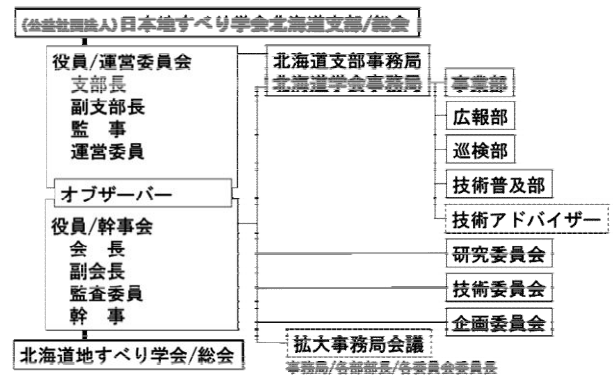 (公益社団法人)日本地すべり学会北海道支部/総会
役員/運営委員会
支部長
副支部長
監　事
運営委員
オブザーバー
役員/幹事会
会　長
副会長
監査委員
幹　事
北海道地すべり学会/総会
北海道支部事務局
北海道学会事務局
事業部
広報部
巡検部
技術普及部
技術アドバイザー
研究委員会
技術委員会
企画委員会
拡大事務局会議
事務局/各部部長/各委員会委員長